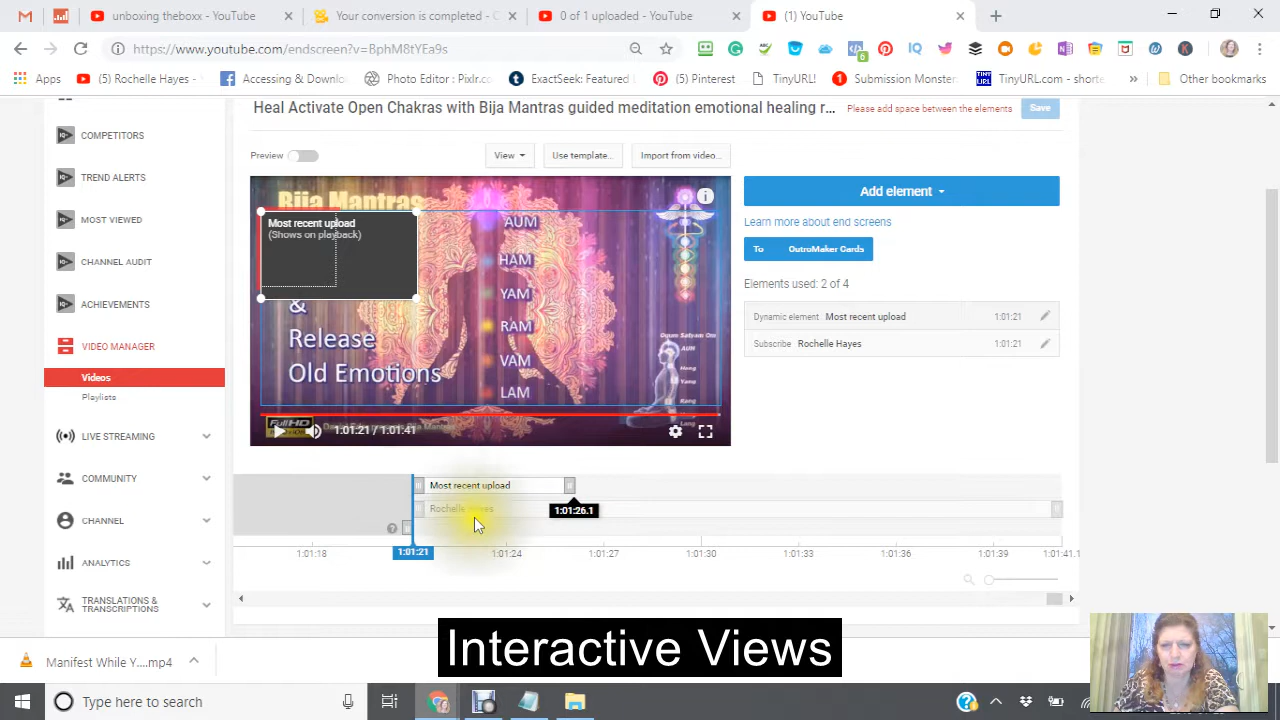 unboxing theboxx - YouTube
Your conversion is completed - C
0 of 1 uploaded - YouTube
(1) YouTube
https://www.youtube.com/endscreen?v=BphM8tYEa9s
Apps
(5) Rochelle Hayes -
Accessing & Downlo
Photo Editor : Pixlr.co
ExactSeek: Featured
(5) Pinterest
TinyURL!
Submission Master
TinyURL.com - shorte
Other bookmarks
Heal Activate Open Chakras with Bija Mantras guided meditation emotional healing r...
Please add space between the elements
Save
COMPETITORS
TREND ALERTS
MOST VIEWED
CHANNEL AUDIT
ACHIEVEMENTS
VIDEO MANAGER
Videos
Playlists
LIVE STREAMING
COMMUNITY
CHANNEL
ANALYTICS
TRANSLATIONS &
TRANSCRIPTIONS
Preview
View
Use template...
Import from video...
Bija Mantras
Most recent upload
(Shows on playback)
&
Release
Old Emotions
AUM
HAM
YAM
RAM
VAM
LAM
Full HD
1:01:21 / 1:01:41
Add element
Learn more about end screens
To OutroMaker Cards
Elements used: 2 of 4
Dynamic element Most recent upload 1:01:21
Subscribe Rochelle Hayes 1:01:21
Most recent upload
Rochelle Hayes
1:01:26.1
1:01:18
1:01:21
1:01:24
1:01:27
1:01:30
1:01:33
1:01:36
1:01:39
1:01:41.1
Interactive Views
Manifest While Y....mp4
Type here to search